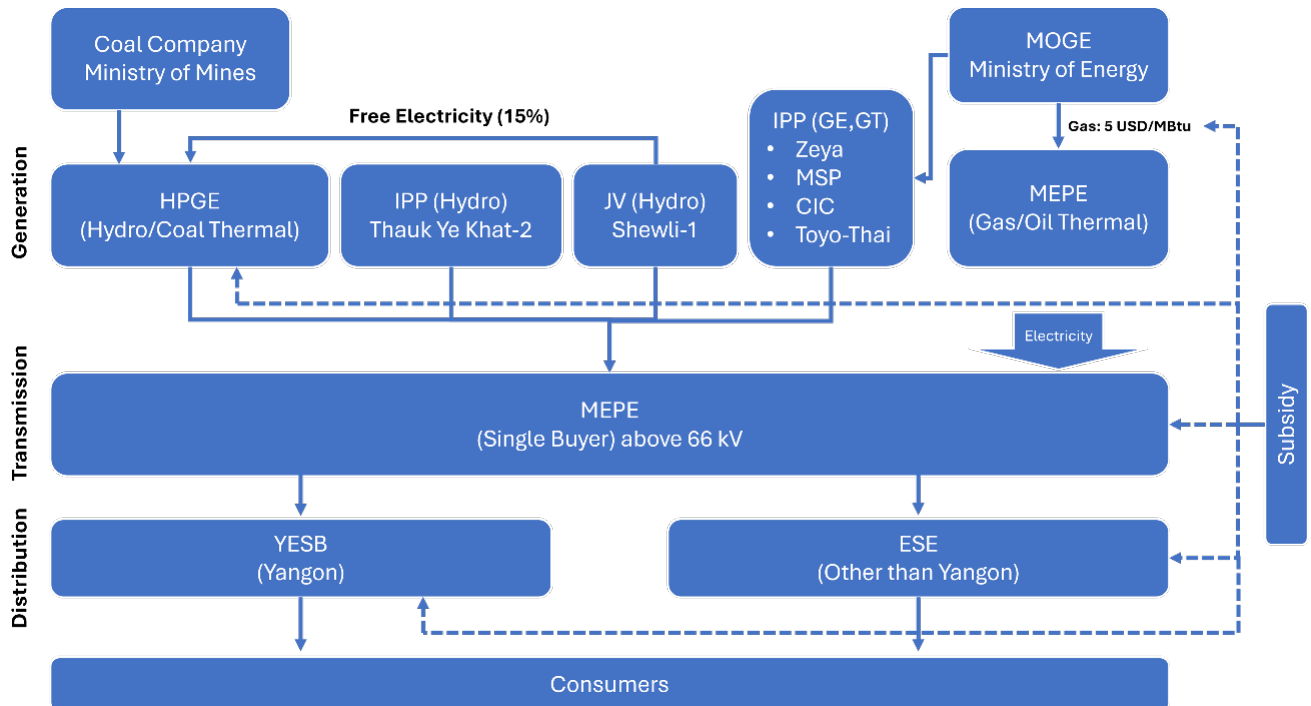 Coal Company
Ministry of Mines
MOGE
Ministry of Energy
Free Electricity (15%)
Gas: 5 USD/MBtu
Generation
HPGE
(Hydro/Coal Thermal)
IPP (Hydro)
Thauk Ye Khat-2
JV (Hydro)
Shewli-1
IPP (GE,GT)
• Zeya
• MSP
• CIC
• Toyo-Thai
MEPE
(Gas/Oil Thermal)
Electricity
Subsidy
Transmission
MEPE
(Single Buyer) above 66 kV
Distribution
YESB
(Yangon)
ESE
(Other than Yangon)
Consumers